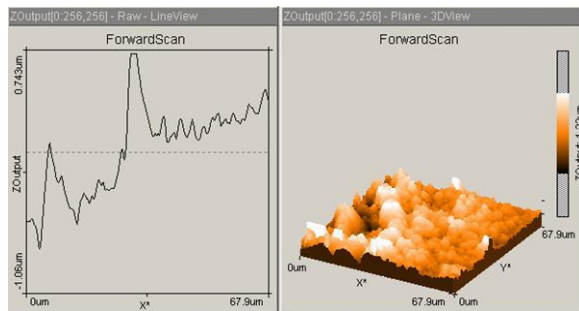 ZOutput[0:256,256] - Raw - LineView
ForwardScan
0.743um
ZOutput
-1.06um
0um
X*
67.9um
ZOutput[0:256,256] - Plane - 3DView
ForwardScan
0um
X*
67.9um
0um
Y*
67.9um